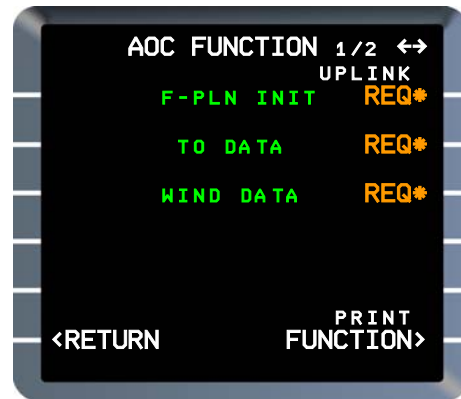 AOC FUNCTION 1/2 ↔
UPLINK
F-PLN INIT REQ*
TO DATA REQ*
WIND DATA REQ*
PRINT
<RETURN FUNCTION>